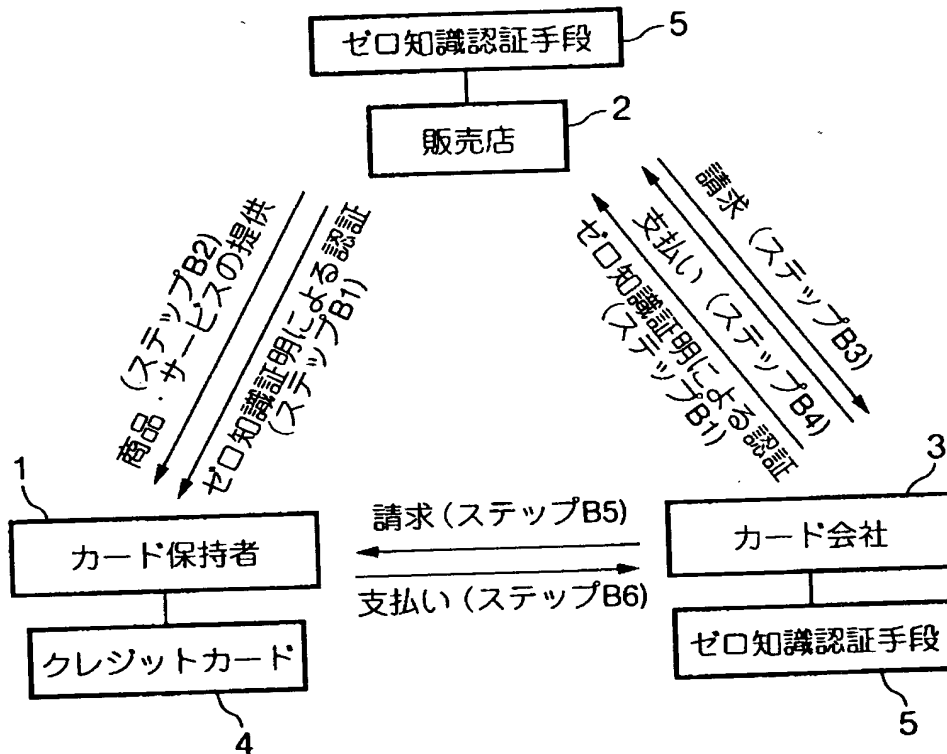 ゼロ知識認証手段
5
販売店
2
(ステップB2)
商品・サービスの提供
ゼロ知識証明による認証
(ステップB1)
請求 (ステップB3)
支払い (ステップB4)
ゼロ知識証明による認証
(ステップB1)
1
カード保持者
請求 (ステップB5)
支払い (ステップB6)
3
カード会社
クレジットカード
4
ゼロ知識認証手段
5